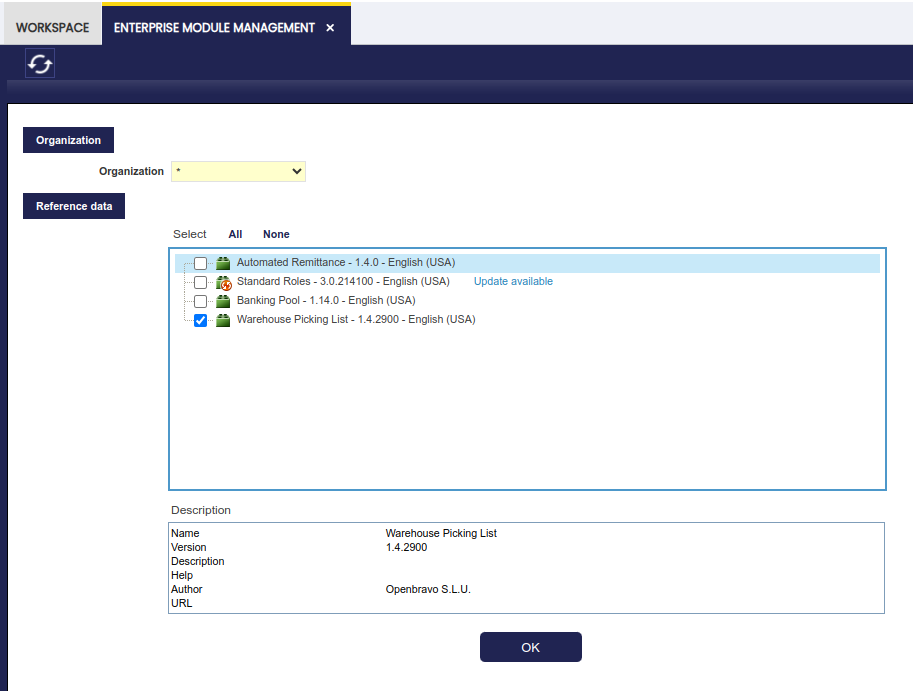 WORKSPACE
ENTERPRISE MODULE MANAGEMENT ×
Organization
Organization *
Reference data
Select All None
Automated Remittance - 1.4.0 - English (USA)
Standard Roles - 3.0.214100 - English (USA) Update available
Banking Pool - 1.14.0 - English (USA)
Warehouse Picking List - 1.4.2900 - English (USA)
Description
Name Warehouse Picking List
Version 1.4.2900
Description
Help
Author Openbravo S.L.U.
URL
OK